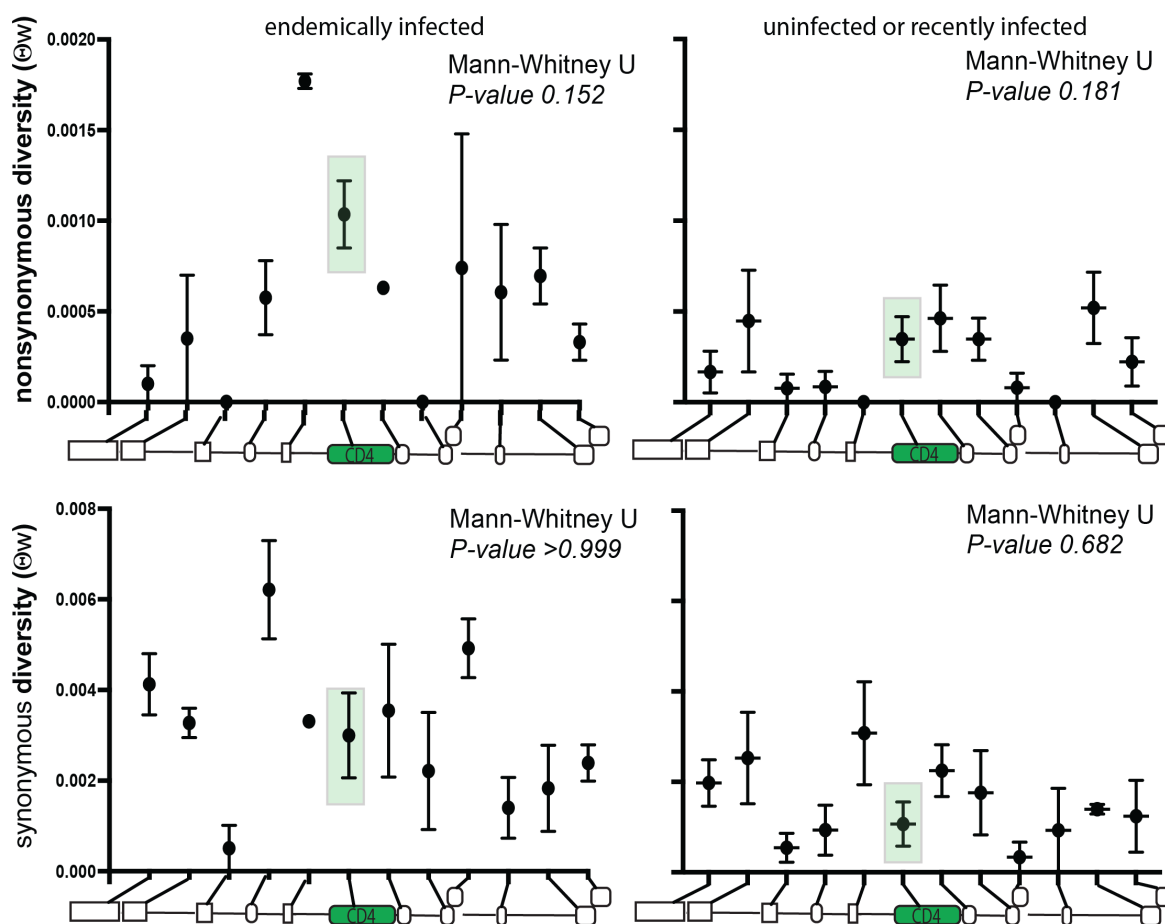 endemically infected
uninfected or recently infected
nonsynonymous diversity (Θw)
0.0020
0.0015
0.0010
0.0005
0.0000
Mann-Whitney U
P-value 0.152
CD4
Mann-Whitney U
P-value 0.181
CD4
synonymous diversity (Θw)
0.008
0.006
0.004
0.002
0.000
Mann-Whitney U
P-value >0.999
CD4
Mann-Whitney U
P-value 0.682
CD4